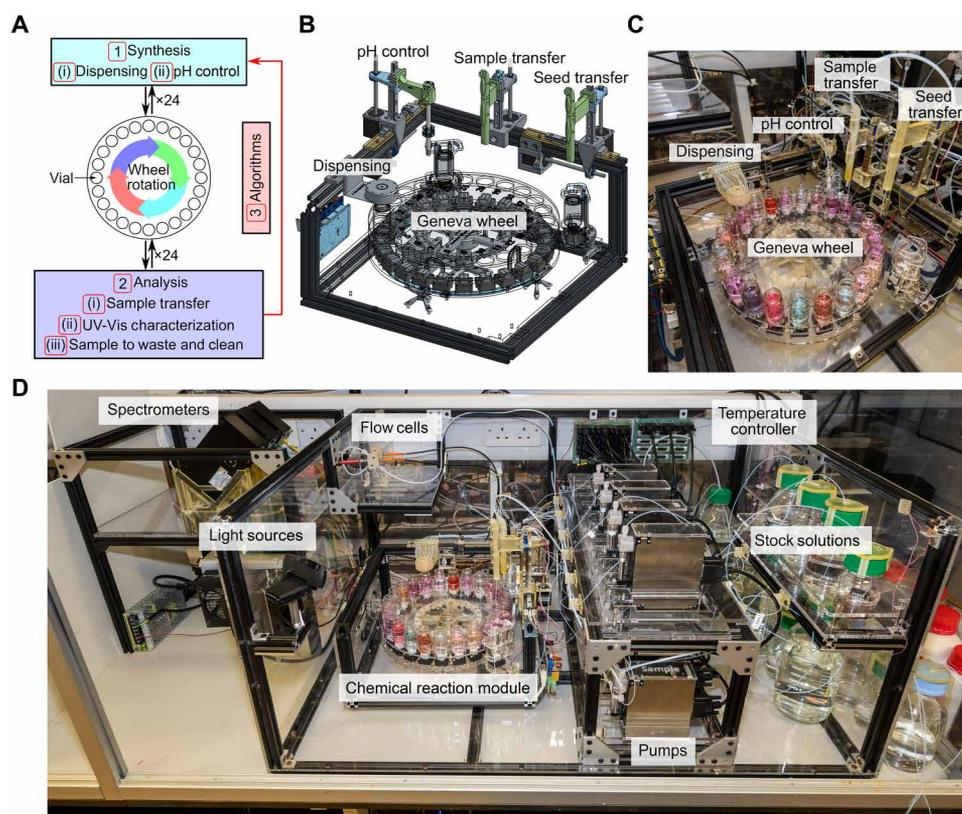 A
1 Synthesis
(i) Dispensing (ii) pH control
×24
Vial
Wheel
rotation
3 Algorithms
×24
2 Analysis
(i) Sample transfer
(ii) UV-Vis characterization
(iii) Sample to waste and clean
B
pH control
Sample transfer
Seed transfer
Dispensing
Geneva wheel
C
Sample
transfer
Seed
transfer
pH control
Dispensing
Geneva wheel
D
Spectrometers
Flow cells
Temperature
controller
Light sources
Stock solutions
Chemical reaction module
Sample
Pumps